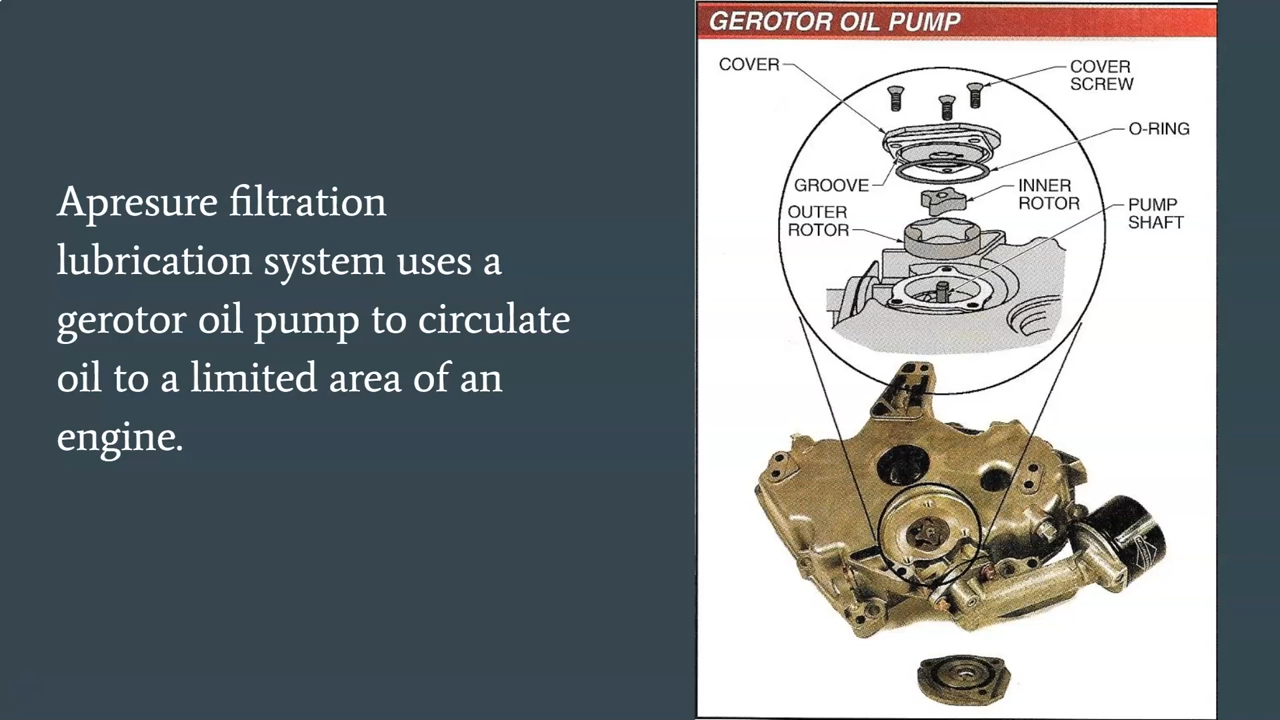 Apresure filtration
lubrication system uses a
gerotor oil pump to circulate
oil to a limited area of an
engine.
GEROTOR OIL PUMP
COVER
COVER
SCREW
O-RING
GROOVE
INNER
ROTOR
OUTER
ROTOR
PUMP
SHAFT